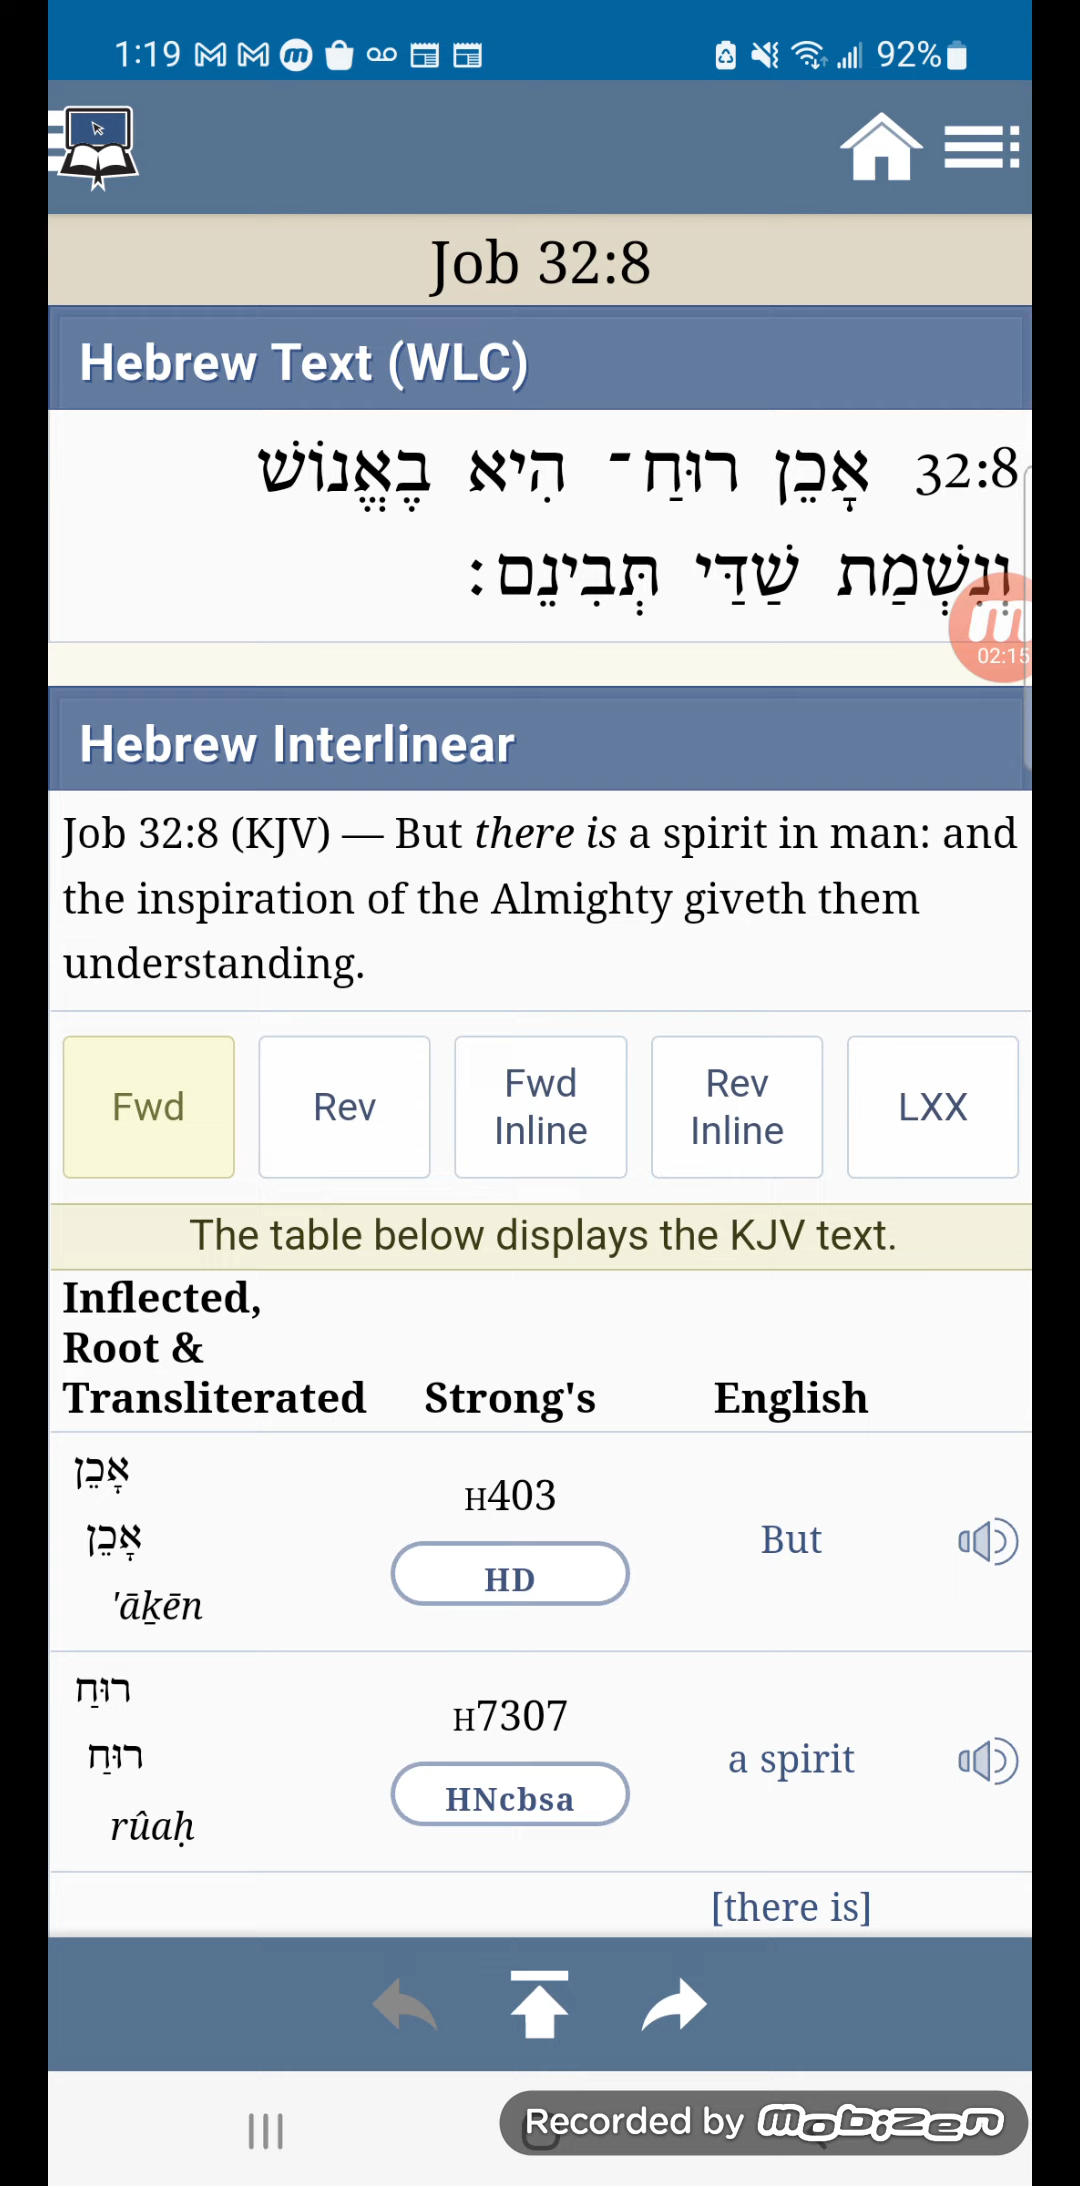 1:19 92%
Job 32:8
Hebrew Text (WLC)
32:8 אָכֵן רוּחַ־ הִיא בֶאֱנוֹשׁ
וְנִשְׁמַת שַׁדַּי תְּבִינֵם׃
02:15
Hebrew Interlinear
Job 32:8 (KJV) — But there is a spirit in man: and
the inspiration of the Almighty giveth them
understanding.
Fwd Rev Fwd Inline Rev Inline LXX
The table below displays the KJV text.
Inflected,
Root &
Transliterated Strong's English
אָכֵן
H403
אָכֵן
But
HD
'āḵēn
רוּחַ
H7307
רוּחַ
a spirit
HNcbsa
rûaḥ
[there is]
Recorded by mobizen